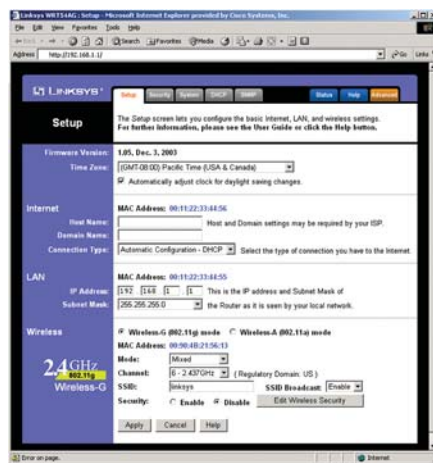 Linksys WRT54AG : Setup - Microsoft Internet Explorer provided by Cisco Systems, Inc.
File Edit View Favorites Tools Help
Search Favorites Media
Address http://192.168.1.1/ Go Links
LINKSYS
Setup Security System DHCP Status Help Advanced
Setup
The Setup screen lets you configure the basic Internet, LAN, and wireless settings.
For further information, please see the User Guide or click the Help button.
Firmware Version: 1.05, Dec. 3, 2003
Time Zone: (GMT-08:00) Pacific Time (USA & Canada)
Automatically adjust clock for daylight saving changes.
Internet MAC Address: 00:11:22:33:44:56
Host Name: Host and Domain settings may be required by your ISP.
Domain Name:
Connection Type: Automatic Configuration - DHCP Select the type of connection you have to the Internet.
LAN MAC Address: 00:11:22:33:44:55
IP Address: 192 . 168 . 1 . 1 This is the IP address and Subnet Mask of
Subnet Mask: 255.255.255.0 the Router as it is seen by your local network.
Wireless Wireless-G (802.11g) mode Wireless-A (802.11a) mode
MAC Address: 00:90:4B:21:56:13
Mode: Mixed
2.4GHz
802.11g
Wireless-G
Channel: 6 - 2.437GHz ( Regulatory Domain: US )
SSID: linksys SSID Broadcast: Enable
Security: Enable Disable Edit Wireless Security
Apply Cancel Help
Error on page. Internet